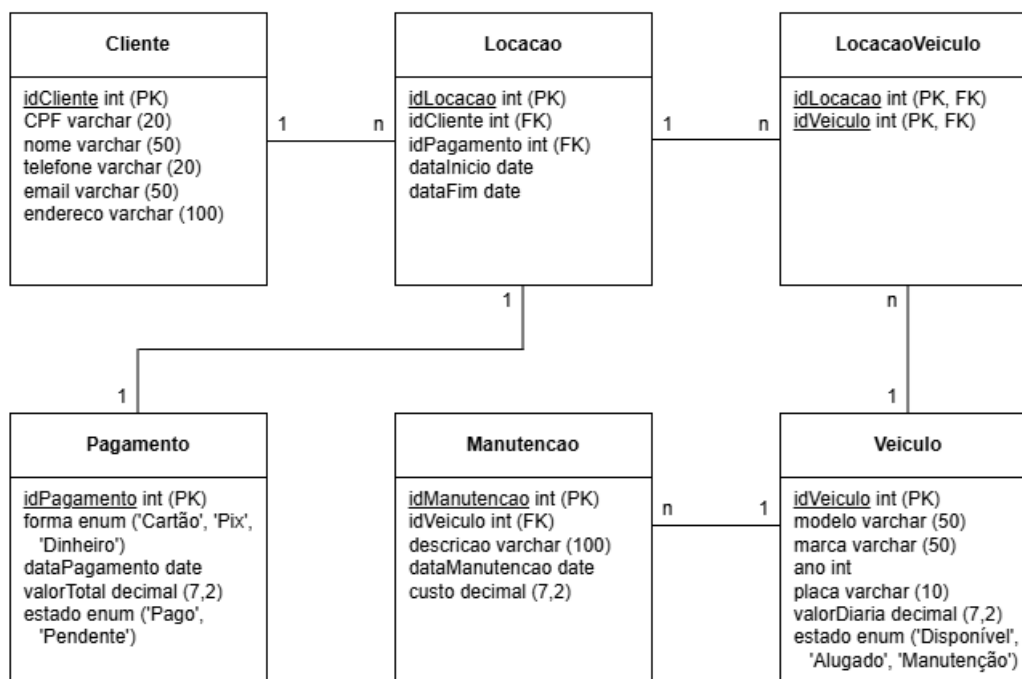 Cliente
idCliente int (PK)
CPF varchar (20)
nome varchar (50)
telefone varchar (20)
email varchar (50)
endereco varchar (100)
1
n
Locacao
idLocacao int (PK)
idCliente int (FK)
idPagamento int (FK)
dataInicio date
dataFim date
1
n
LocacaoVeiculo
idLocacao int (PK, FK)
idVeiculo int (PK, FK)
1
n
1
1
Pagamento
idPagamento int (PK)
forma enum ('Cartão', 'Pix',
'Dinheiro')
dataPagamento date
valorTotal decimal (7,2)
estado enum ('Pago',
'Pendente')
Manutencao
idManutencao int (PK)
idVeiculo int (FK)
descricao varchar (100)
dataManutencao date
custo decimal (7,2)
n
1
Veiculo
idVeiculo int (PK)
modelo varchar (50)
marca varchar (50)
ano int
placa varchar (10)
valorDiaria decimal (7,2)
estado enum ('Disponível',
'Alugado', 'Manutenção')